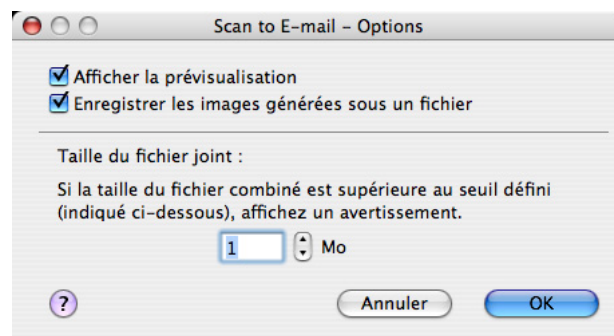 Scan to E-mail – Options
Afficher la prévisualisation
Enregistrer les images générées sous un fichier
Taille du fichier joint :
Si la taille du fichier combiné est supérieure au seuil défini
(indiqué ci-dessous), affichez un avertissement.
1 Mo
? Annuler OK